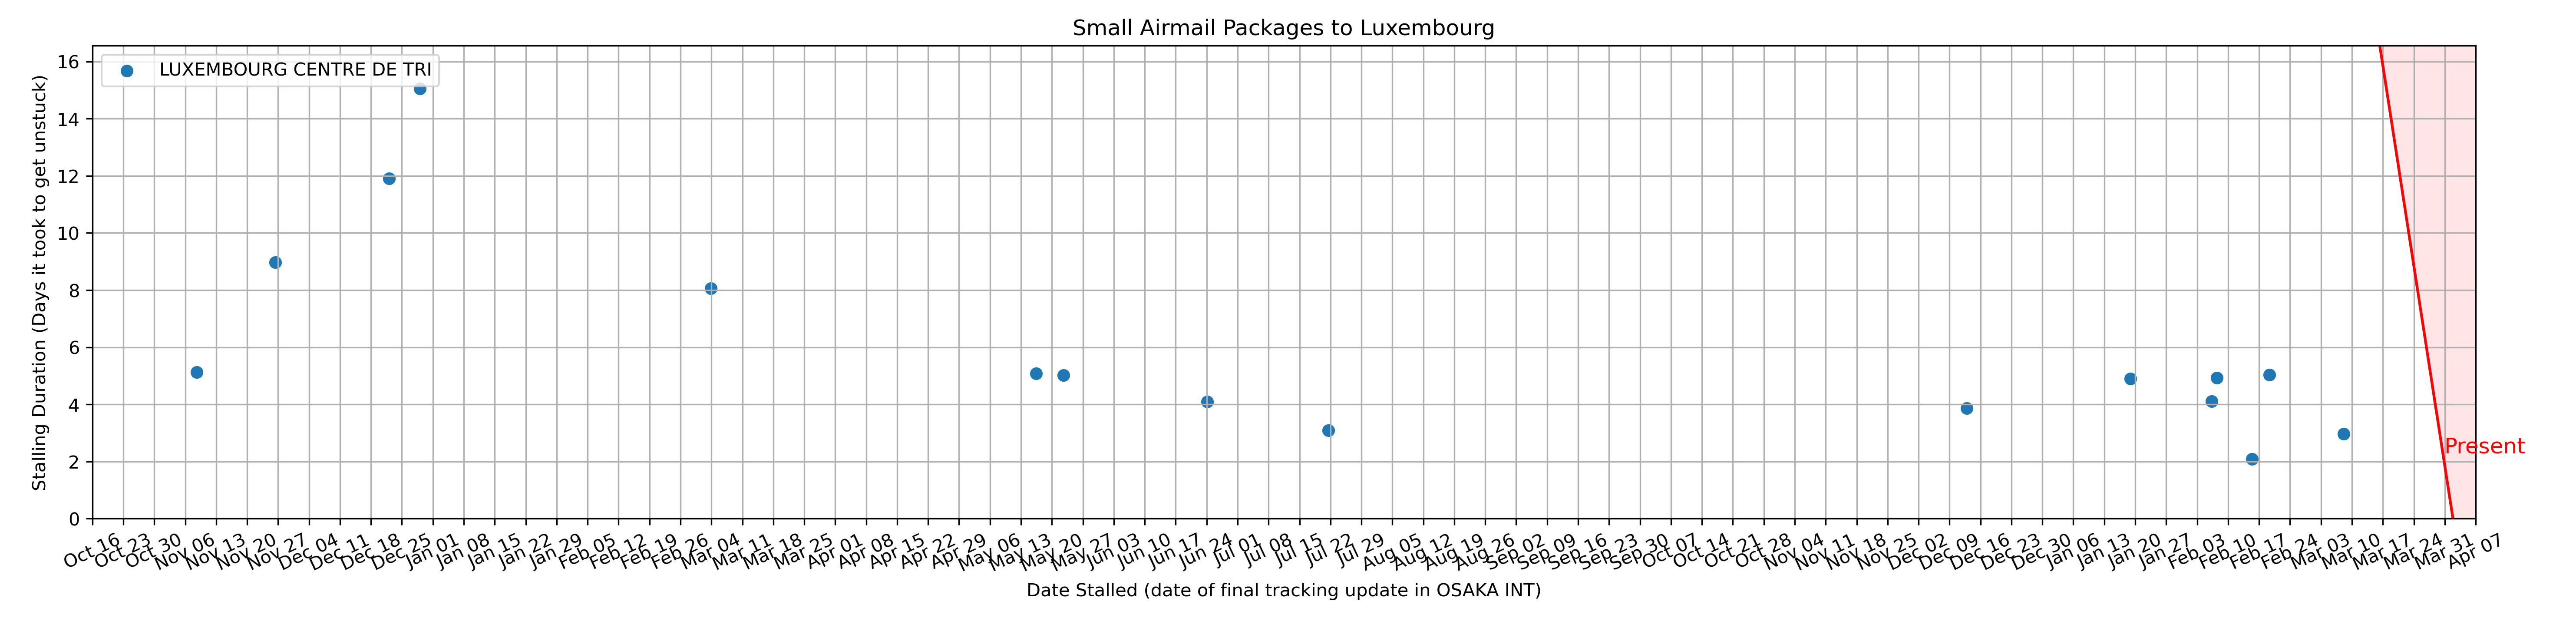 Small Airmail Packages to Luxembourg
LUXEMBOURG CENTRE DE TRI
Stalling Duration (Days it took to get unstuck)
16
14
12
10
8
6
4
2
0
Present
Oct 16 Oct 23 Oct 30 Nov 06 Nov 13 Nov 20 Nov 27 Dec 04 Dec 11 Dec 18 Dec 25 Jan 01 Jan 08 Jan 15 Jan 22 Jan 29 Feb 05 Feb 12 Feb 19 Feb 26 Mar 04 Mar 11 Mar 18 Mar 25 Apr 01 Apr 08 Apr 15 Apr 22 Apr 29 May 06 May 13 May 20 May 27 Jun 03 Jun 10 Jun 17 Jun 24 Jul 01 Jul 08 Jul 15 Jul 22 Jul 29 Aug 05 Aug 12 Aug 19 Aug 26 Sep 02 Sep 09 Sep 16 Sep 23 Sep 30 Oct 07 Oct 14 Oct 21 Oct 28 Nov 04 Nov 11 Nov 18 Nov 25 Dec 02 Dec 09 Dec 16 Dec 23 Dec 30 Jan 06 Jan 13 Jan 20 Jan 27 Feb 03 Feb 10 Feb 17 Feb 24 Mar 03 Mar 10 Mar 17 Mar 24 Mar 31 Apr 07
Date Stalled (date of final tracking update in OSAKA INT)